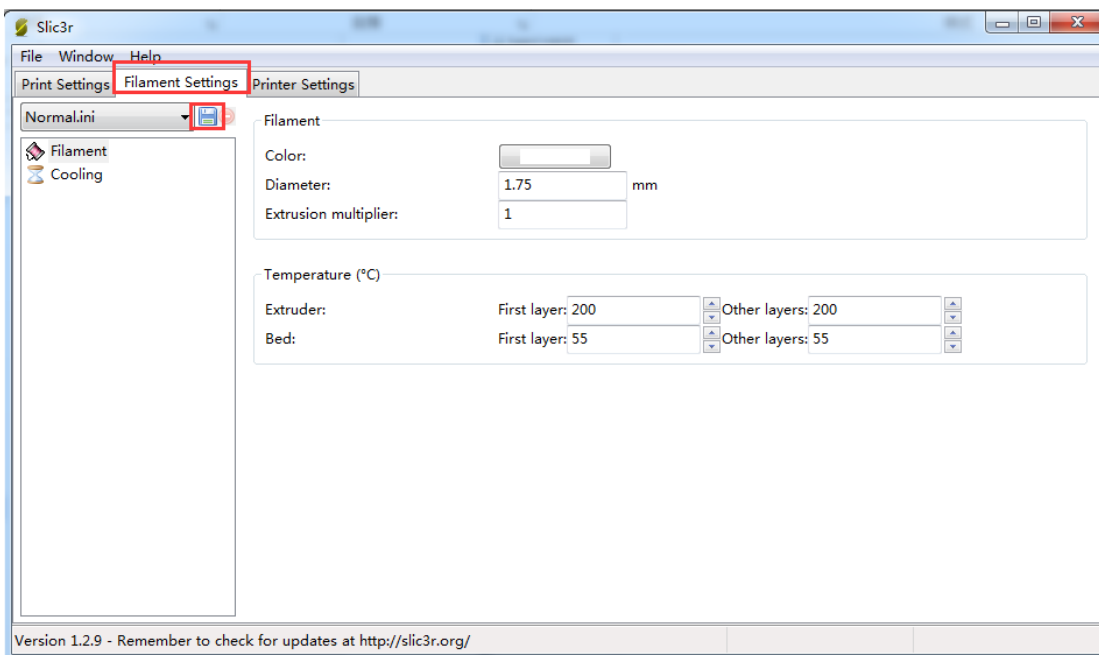 Slic3r
File Window Help
Print Settings Filament Settings Printer Settings
Normal.ini
Filament
Cooling
Filament
Color:
Diameter: 1.75 mm
Extrusion multiplier: 1
Temperature (°C)
Extruder: First layer: 200 Other layers: 200
Bed: First layer: 55 Other layers: 55
Version 1.2.9 - Remember to check for updates at http://slic3r.org/